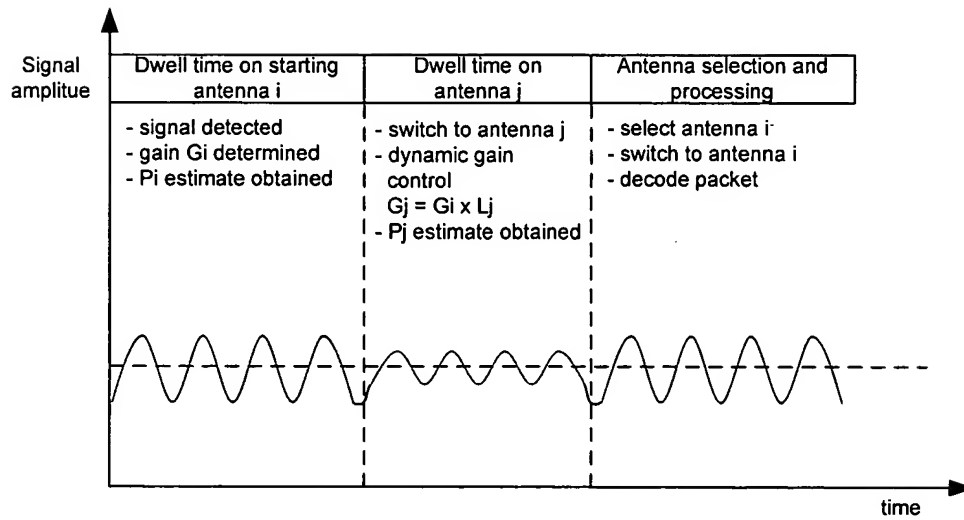 Signal
amplitue
Dwell time on starting
antenna i
Dwell time on
antenna j
Antenna selection and
processing
- signal detected
- gain Gi determined
- Pi estimate obtained
- switch to antenna j
- dynamic gain
control
Gj = Gi x Lj
- Pj estimate obtained
- select antenna i
- switch to antenna i
- decode packet
time